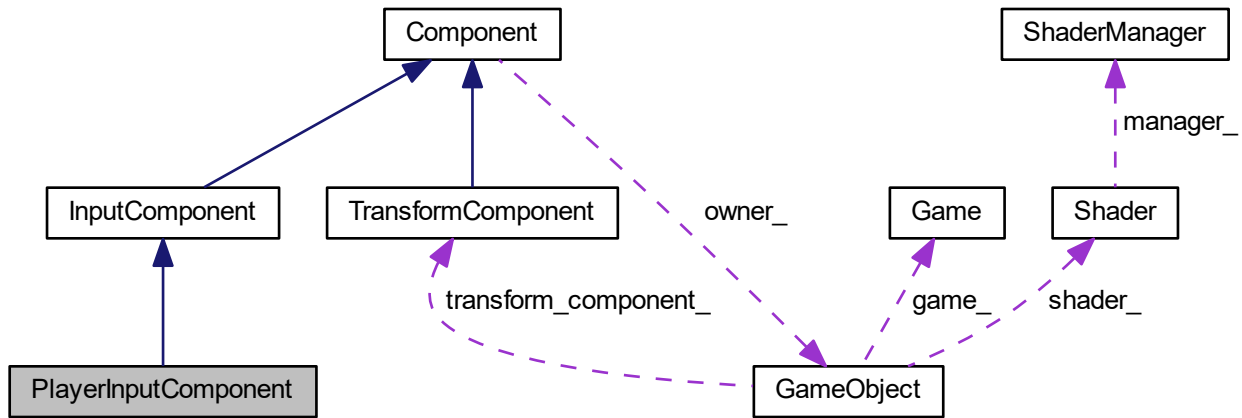 Component
ShaderManager
manager_
InputComponent
TransformComponent
owner_
Game
Shader
transform_component_
game_
shader_
PlayerInputComponent
GameObject